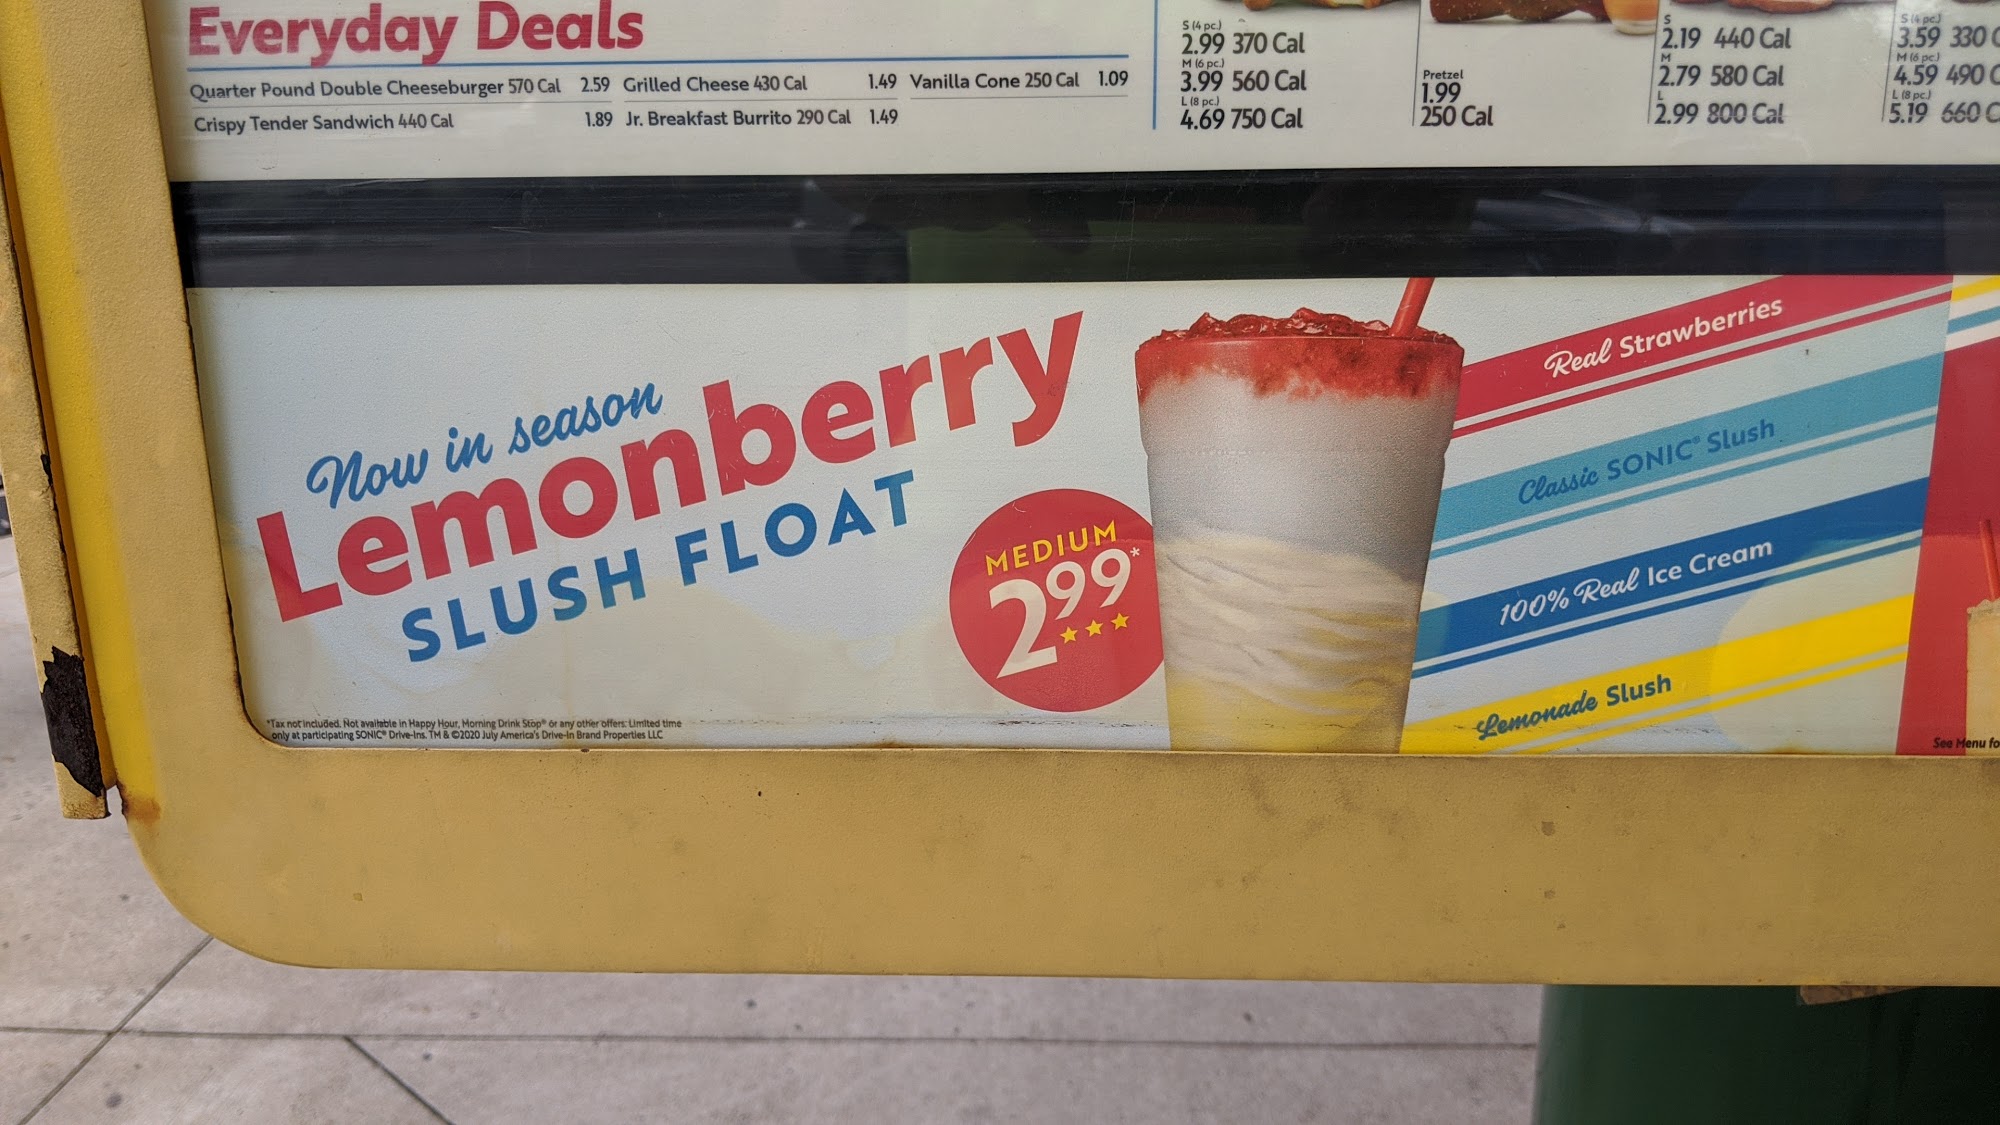 Everyday Deals
Quarter Pound Double Cheeseburger 570 Cal 2.59 Grilled Cheese 430 Cal 1.49 Vanilla Cone 250 Cal 1.09
Crispy Tender Sandwich 440 Cal 1.89 Jr. Breakfast Burrito 290 Cal 1.49
S (4 pc.)
2.99 370 Cal
M (6 pc.)
3.99 560 Cal
L (8 pc.)
4.69 750 Cal
Pretzel
1.99
250 Cal
S
2.19 440 Cal
M
2.79 580 Cal
L
2.99 800 Cal
S (4 pc.)
3.59 330 C
M (6 pc.)
4.59 490 C
L (8 pc.)
5.19 660 C
Now in season
Lemonberry
SLUSH FLOAT
MEDIUM
299*
Real Strawberries
Classic SONIC® Slush
100% Real Ice Cream
Lemonade Slush
*Tax not included. Not available in Happy Hour, Morning Drink Stop® or any other offers. Limited time
only at participating SONIC® Drive-Ins. TM & ©2020 July America's Drive-In Brand Properties LLC
See Menu fo